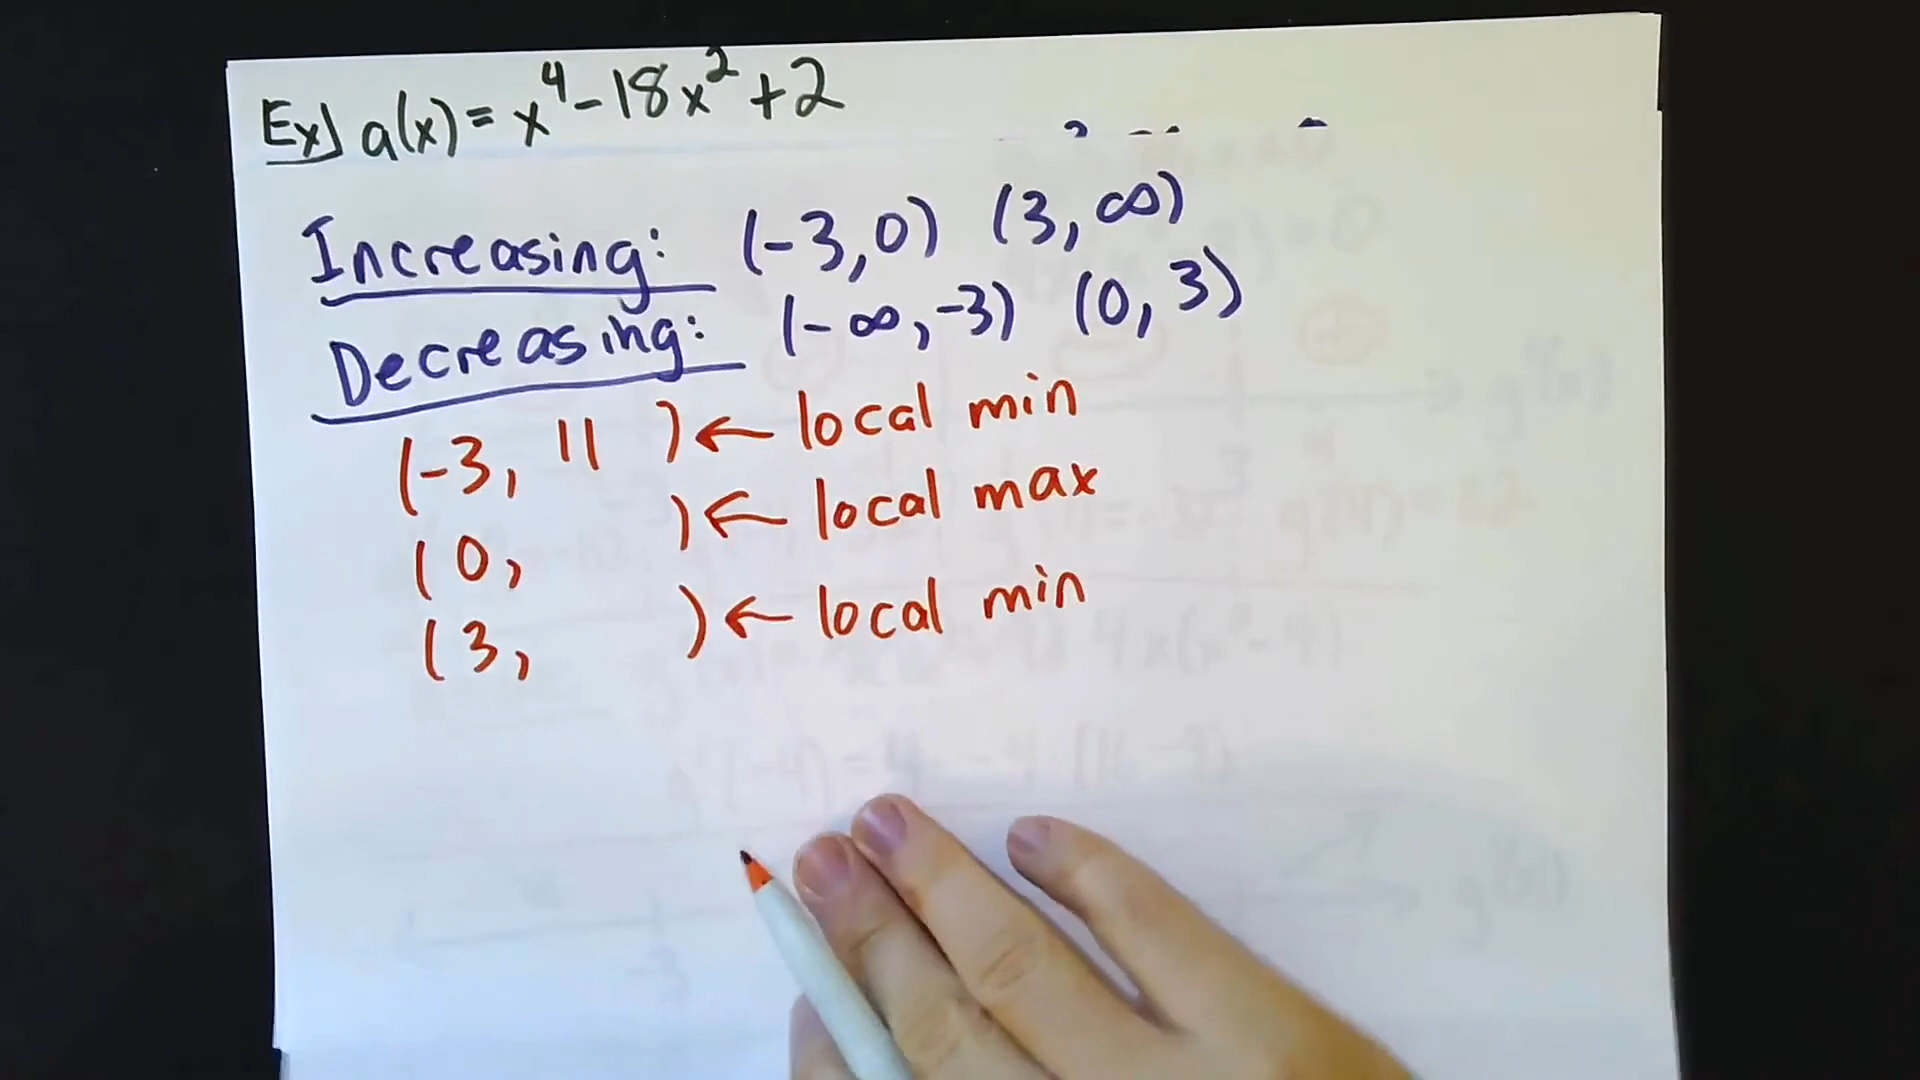 Ex) a(x) = x⁴ - 18x² + 2
Increasing: (-3, 0) (3, ∞)
Decreasing: (-∞, -3) (0, 3)
(-3, 11 ) ← local min
(0, ) ← local max
(3, ) ← local min